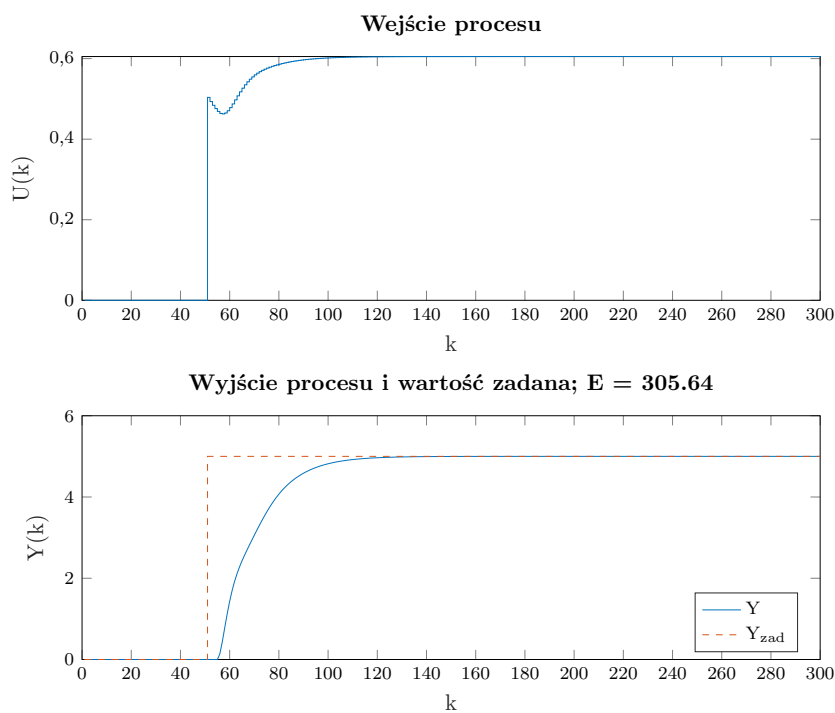 Wejście procesu
0,6
0,4
0,2
0
U(k)
0 20 40 60 80 100 120 140 160 180 200 220 240 260 280 300
k
Wyjście procesu i wartość zadana; E = 305.64
6
4
2
0
Y(k)
Y
Yzad
0 20 40 60 80 100 120 140 160 180 200 220 240 260 280 300
k